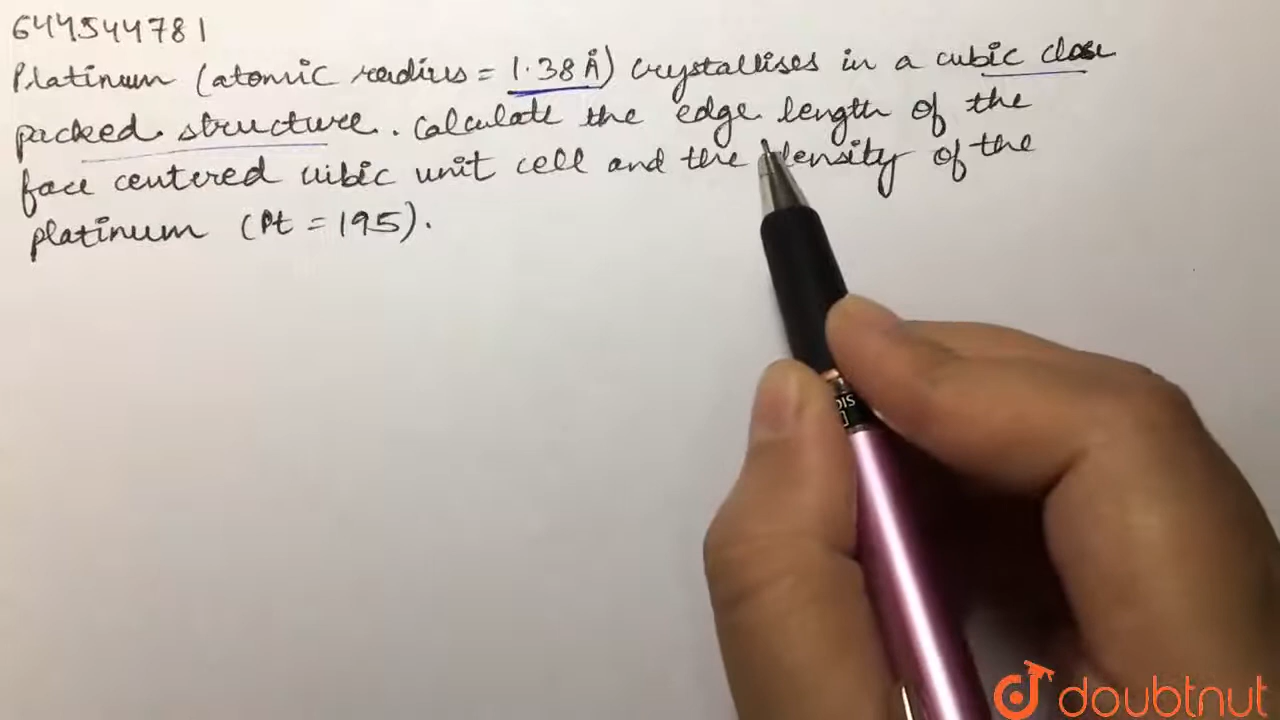 644544781
Platinum (atomic radius = 1.38 Å) crystallises in a cubic close
packed structure. Calculate the edge length of the
face centered cubic unit cell and the density of the
platinum (Pt = 195).
doubtnut